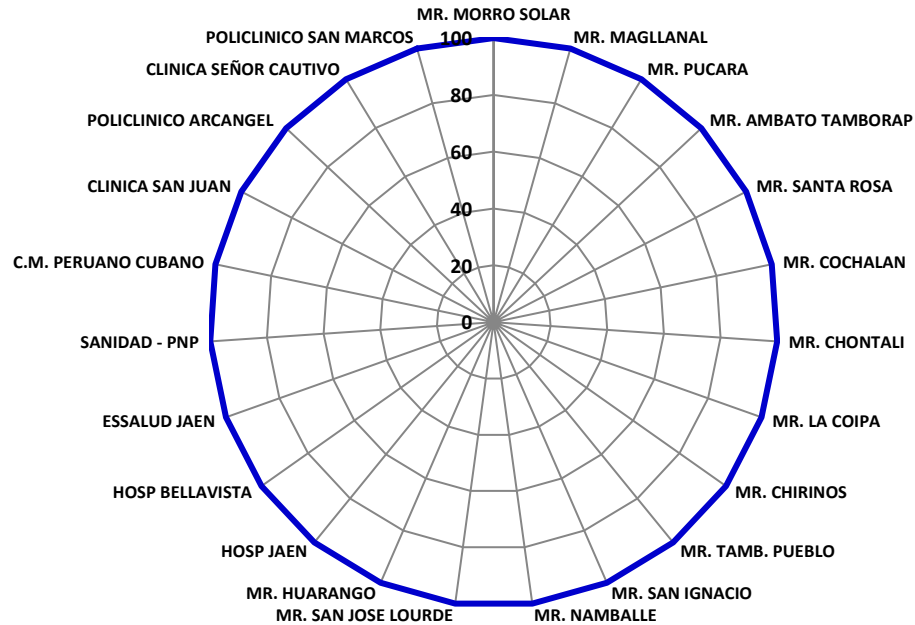 MR. MORRO SOLAR
POLICLINICO SAN MARCOS
100
MR. MAGLLANAL
CLINICA SEÑOR CAUTIVO
MR. PUCARA
80
POLICLINICO ARCANGEL
MR. AMBATO TAMBORAP
60
CLINICA SAN JUAN
MR. SANTA ROSA
40
C.M. PERUANO CUBANO
20
MR. COCHALAN
0
SANIDAD - PNP
MR. CHONTALI
ESSALUD JAEN
MR. LA COIPA
HOSP BELLAVISTA
MR. CHIRINOS
HOSP JAEN
MR. TAMB. PUEBLO
MR. HUARANGO
MR. SAN IGNACIO
MR. SAN JOSE LOURDE
MR. NAMBALLE